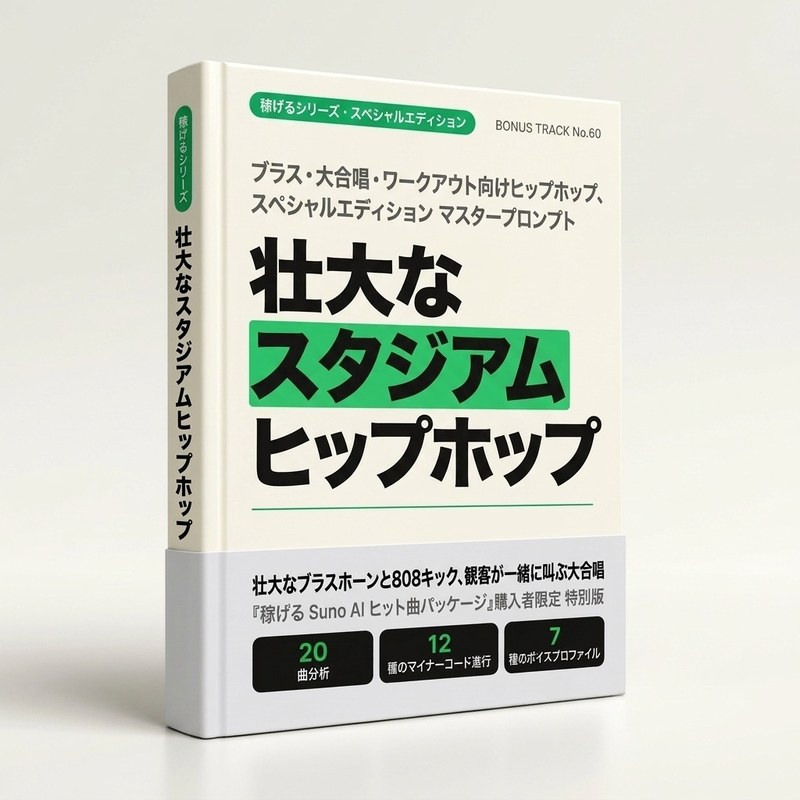 稼げるシリーズ
壮大なスタジアムヒップホップ
稼げるシリーズ・スペシャルエディション
BONUS TRACK No.60
ブラス・大合唱・ワークアウト向けヒップホップ、
スペシャルエディション マスタープロンプト
壮大な
スタジアム
ヒップホップ
壮大なブラスホーンと808キック、観客が一緒に叫ぶ大合唱
『稼げる Suno AI ヒット曲パッケージ』購入者限定 特別版
20
曲分析
12
種のマイナーコード進行
7
種のボイスプロファイル